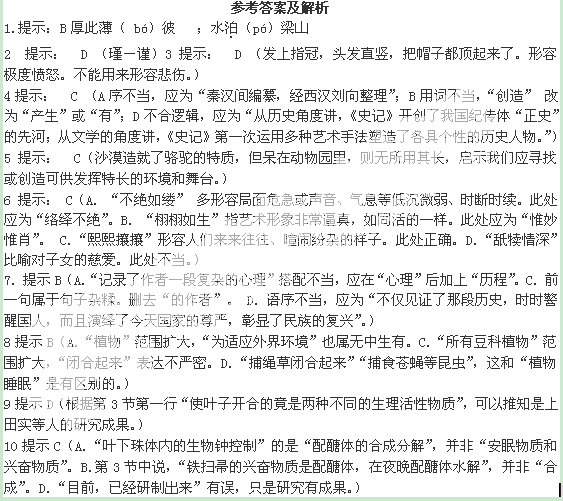 参考答案及解析
1.提示：B厚此薄（ bó）彼 ；水泊（pó）梁山
2 提示： D （瑾—谨）3 提示： D （发上指冠，头发直竖，把帽子都顶起来了。形容
极度愤怒。不能用来形容悲伤。）
4提示： C （A序不当，应为“秦汉间编纂，经西汉刘向整理”；B用词不当，“创造” 改
为“产生”或“有”；D不合逻辑，应为“从历史角度讲，《史记》开创了我国纪传体“正史”
的先河；从文学的角度讲，《史记》第一次运用多种艺术手法塑造了各具个性的历史人物。”）
5 提示： C（沙漠造就了骆驼的特质，但呆在动物园里，则无所用其长，启示我们应寻找
或创造可供发挥特长的环境和舞台。）
6 提示： C（A. “不绝如缕” 多形容局面危急或声音、气息等低沉微弱、时断时续。此处
应为“络绎不绝”。B. “栩栩如生”指艺术形象非常逼真，如同活的一样。此处应为“惟妙
惟肖”。 C. “熙熙攘攘”形容人们来来往往、喧闹纷杂的样子。此处正确。D. “舐犊情深”
比喻对子女的慈爱。此处不当。）
7. 提示B（A.“记录了作者一段复杂的心理”搭配不当，应在“心理”后加上“历程”。C. 前
一句属于句子杂糅。删去“的作者”。 D. 语序不当，应为“不仅见证了那段历史，时时警
醒国人，而且演绎了今天国家的尊严，彰显了民族的复兴”。）
8提示B（A.“植物”范围扩大，“为适应外界环境”也属无中生有。C.“所有豆科植物”范
围扩大，“闭合起来”表达不严密。D.“捕绳草闭合起来”“捕食苍蝇等昆虫”，这和“植物
睡眠”是有区别的。）
9提示D（根据第3节第一行“使叶子开合的竟是两种不同的生理活性物质”，可以推知是上
田实等人的研究成果。）
10提示C（A.“叶下珠体内的生物钟控制”的是“配醣体的合成分解”，并非“安眠物质和
兴奋物质”。B.第3节中说，“铁扫帚的兴奋物质是配醣体，在夜晚配醣体水解”，并非“合
成”。D.“目前，已经研制出来”有误，只是研究有成果。）